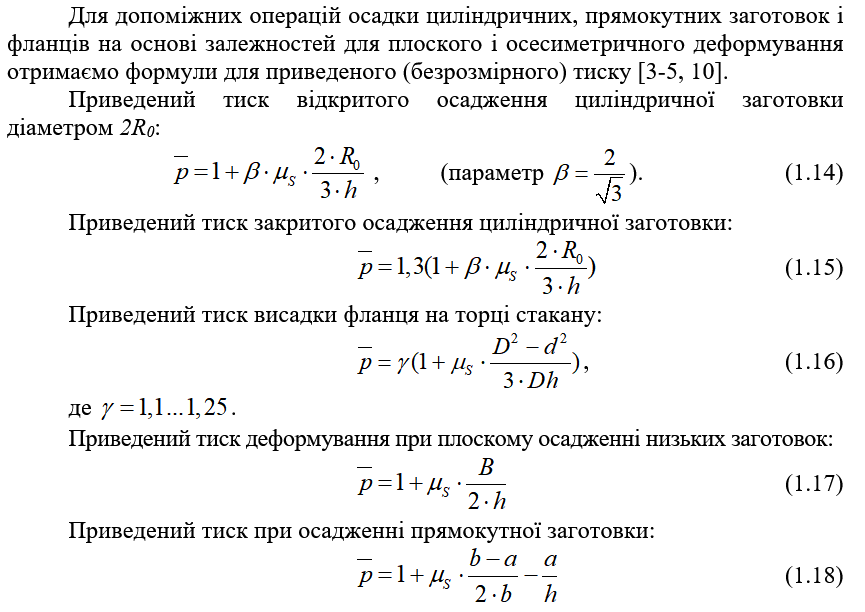 Для допоміжних операцій осадки циліндричних, прямокутних заготовок і
фланців на основі залежностей для плоского і осесиметричного деформування
отримаємо формули для приведеного (безрозмірного) тиску [3-5, 10].
Приведений тиск відкритого осадження циліндричної заготовки
діаметром 2R₀:
p̅ = 1 + β · μ_S · (2 · R₀)/(3 · h) , (параметр β = 2/√3 ). (1.14)
Приведений тиск закритого осадження циліндричної заготовки:
p̅ = 1,3(1 + β · μ_S · (2 · R₀)/(3 · h)) (1.15)
Приведений тиск висадки фланця на торці стакану:
p̅ = γ(1 + μ_S · (D² − d²)/(3 · Dh)), (1.16)
де γ = 1,1...1,25.
Приведений тиск деформування при плоскому осадженні низьких заготовок:
p̅ = 1 + μ_S · B/(2 · h) (1.17)
Приведений тиск при осадженні прямокутної заготовки:
p̅ = 1 + μ_S · (b − a)/(2 · b) − a/h (1.18)